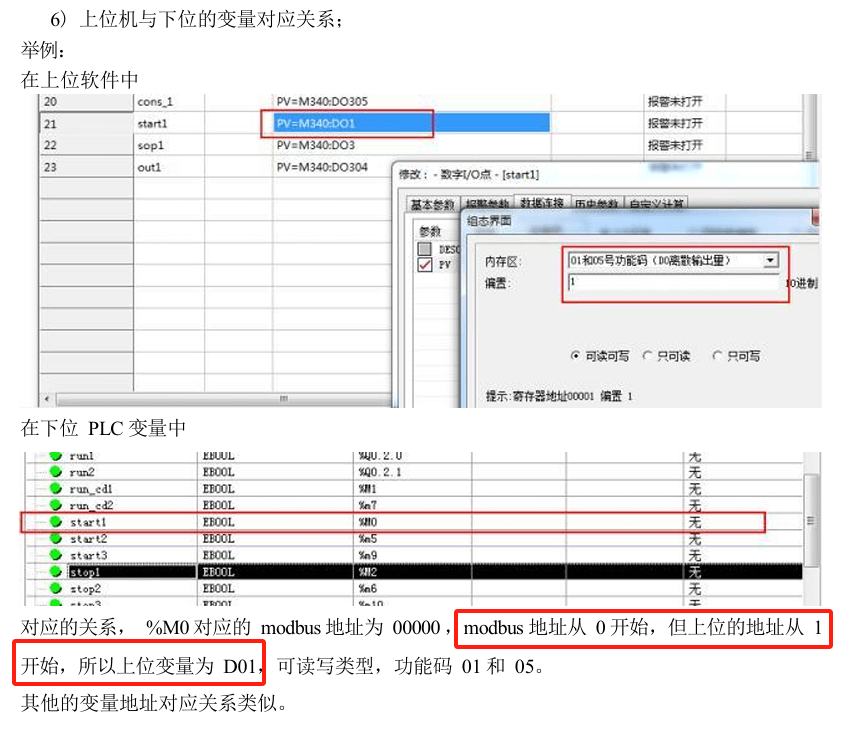 6）上位机与下位的变量对应关系；
举例：
在上位软件中
20 cons_1 PV=M340:DO305 报警未打开
21 start1 PV=M340:DO1 报警未打开
22 sop1 PV=M340:DO3 报警未打开
23 out1 PV=M340:DO304
修改：- 数字I/O点 - [start1]
基本参数 报警参数 数据连接 历史参数 自定义计算
组态界面
参数
DESC
PV
内存区：
01和05号功能码（DO离散输出量）
偏置：
1
10进制
可读可写 只可读 只可写
提示:寄存器地址00001 偏置 1
在下位 PLC 变量中
run1 EBOOL %Q0.2.0 无
run2 EBOOL %Q0.2.1 无
run_cd1 EBOOL %M1 无
run_cd2 EBOOL %m7 无
start1 EBOOL %M0 无
start2 EBOOL %m5 无
start3 EBOOL %m9 无
stop1 EBOOL %M2 无
stop2 EBOOL %m6 无
stop3 EBOOL %m10 无
对应的关系， %M0 对应的 modbus 地址为 00000 ，modbus 地址从 0 开始，但上位的地址从 1
开始，所以上位变量为 D01，可读写类型，功能码 01 和 05。
其他的变量地址对应关系类似。